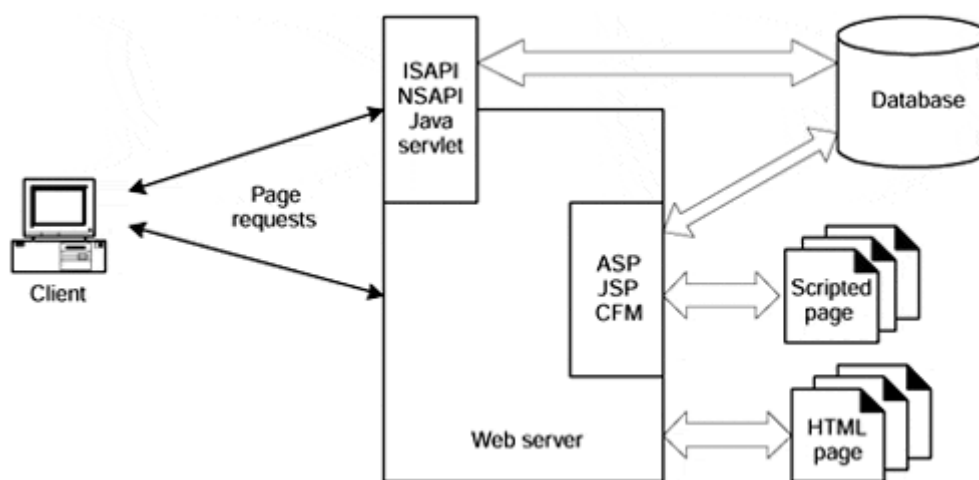 ISAPI
NSAPI
Java
servlet
Database
Page
requests
Client
ASP
JSP
CFM
Scripted
page
Web server
HTML
page